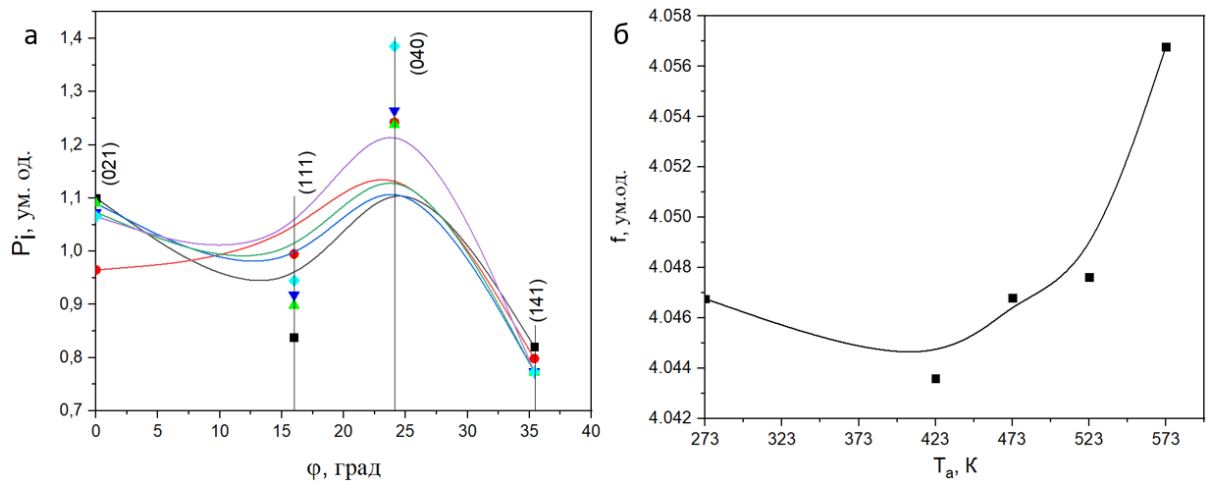 а
1,4
1,3
1,2
1,1
1,0
0,9
0,8
0,7
Pi, ум. од.
(021)
(111)
(040)
(141)
0 5 10 15 20 25 30 35 40
φ, град
б
4.058
4.056
4.054
4.052
4.050
4.048
4.046
4.044
4.042
f, ум.од.
273 323 373 423 473 523 573
Ta, К